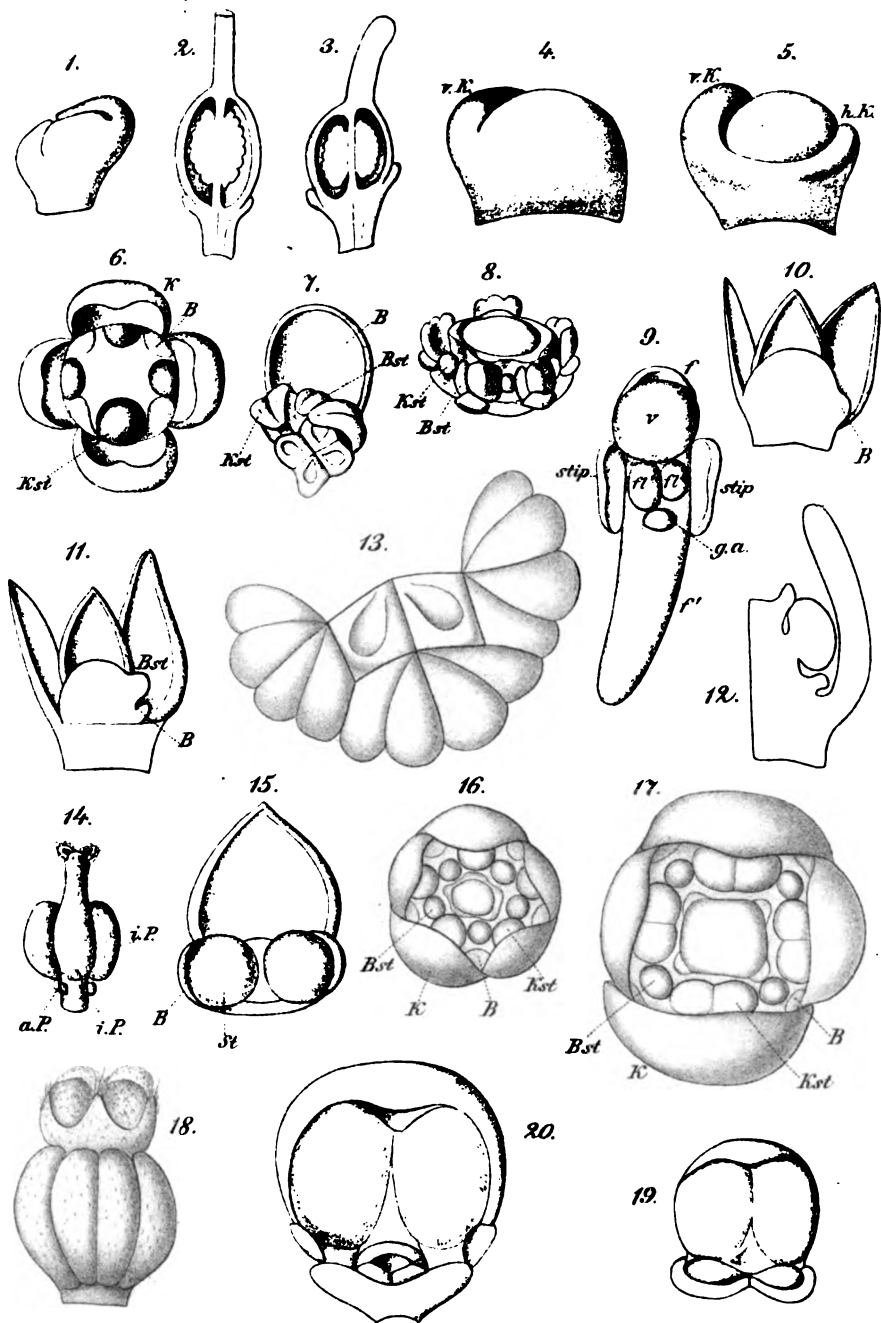 1.
2.
3.
4.
v.K.
5.
v.K.
h.K.
6.
K
B
Kst
7.
B
Bst
Kst
8.
Kst
Bst
9.
f
v
stip.
fl
fl
stip
g.a.
f'
10.
B
11.
Bst
B
12.
13.
14.
i.P.
a.P.
i.P.
15.
B
St
16.
Bst
K
B
Kst
17.
Bst
K
B
Kst
18.
20.
19.